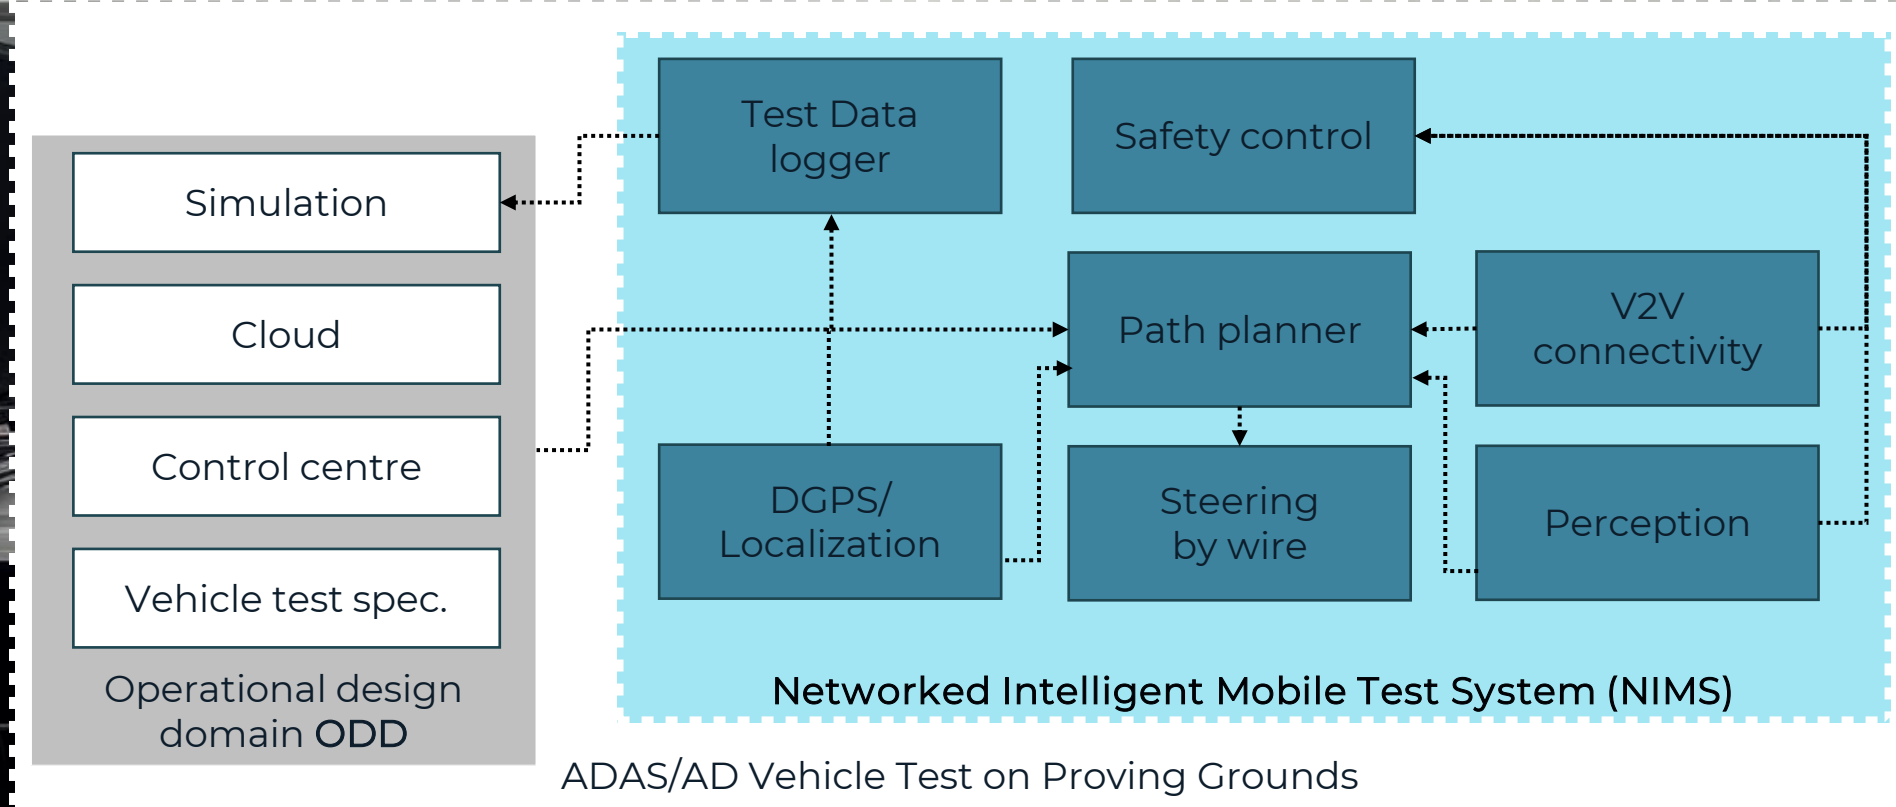 Simulation
Cloud
Control centre
Vehicle test spec.
Operational design
domain ODD
Test Data
logger
Safety control
Path planner
V2V
connectivity
DGPS/
Localization
Steering
by wire
Perception
Networked Intelligent Mobile Test System (NIMS)
ADAS/AD Vehicle Test on Proving Grounds